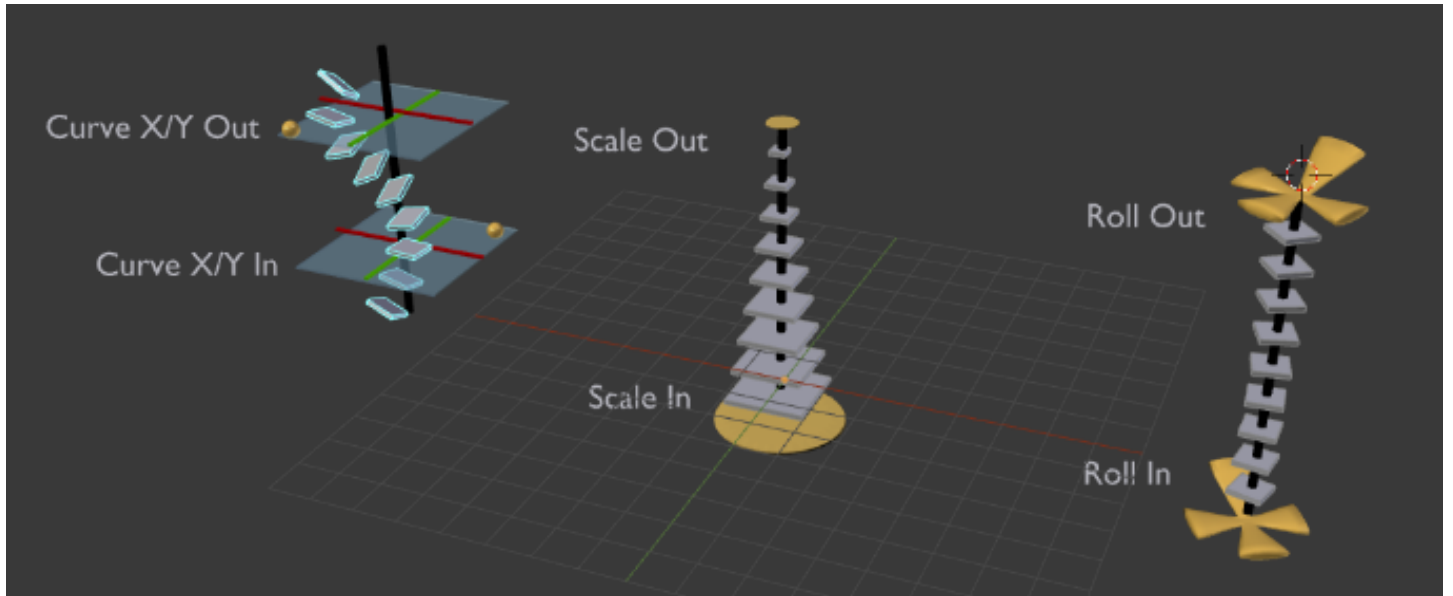 Curve X/Y Out
Scale Out
Roll Out
Curve X/Y In
Scale In
Roll In